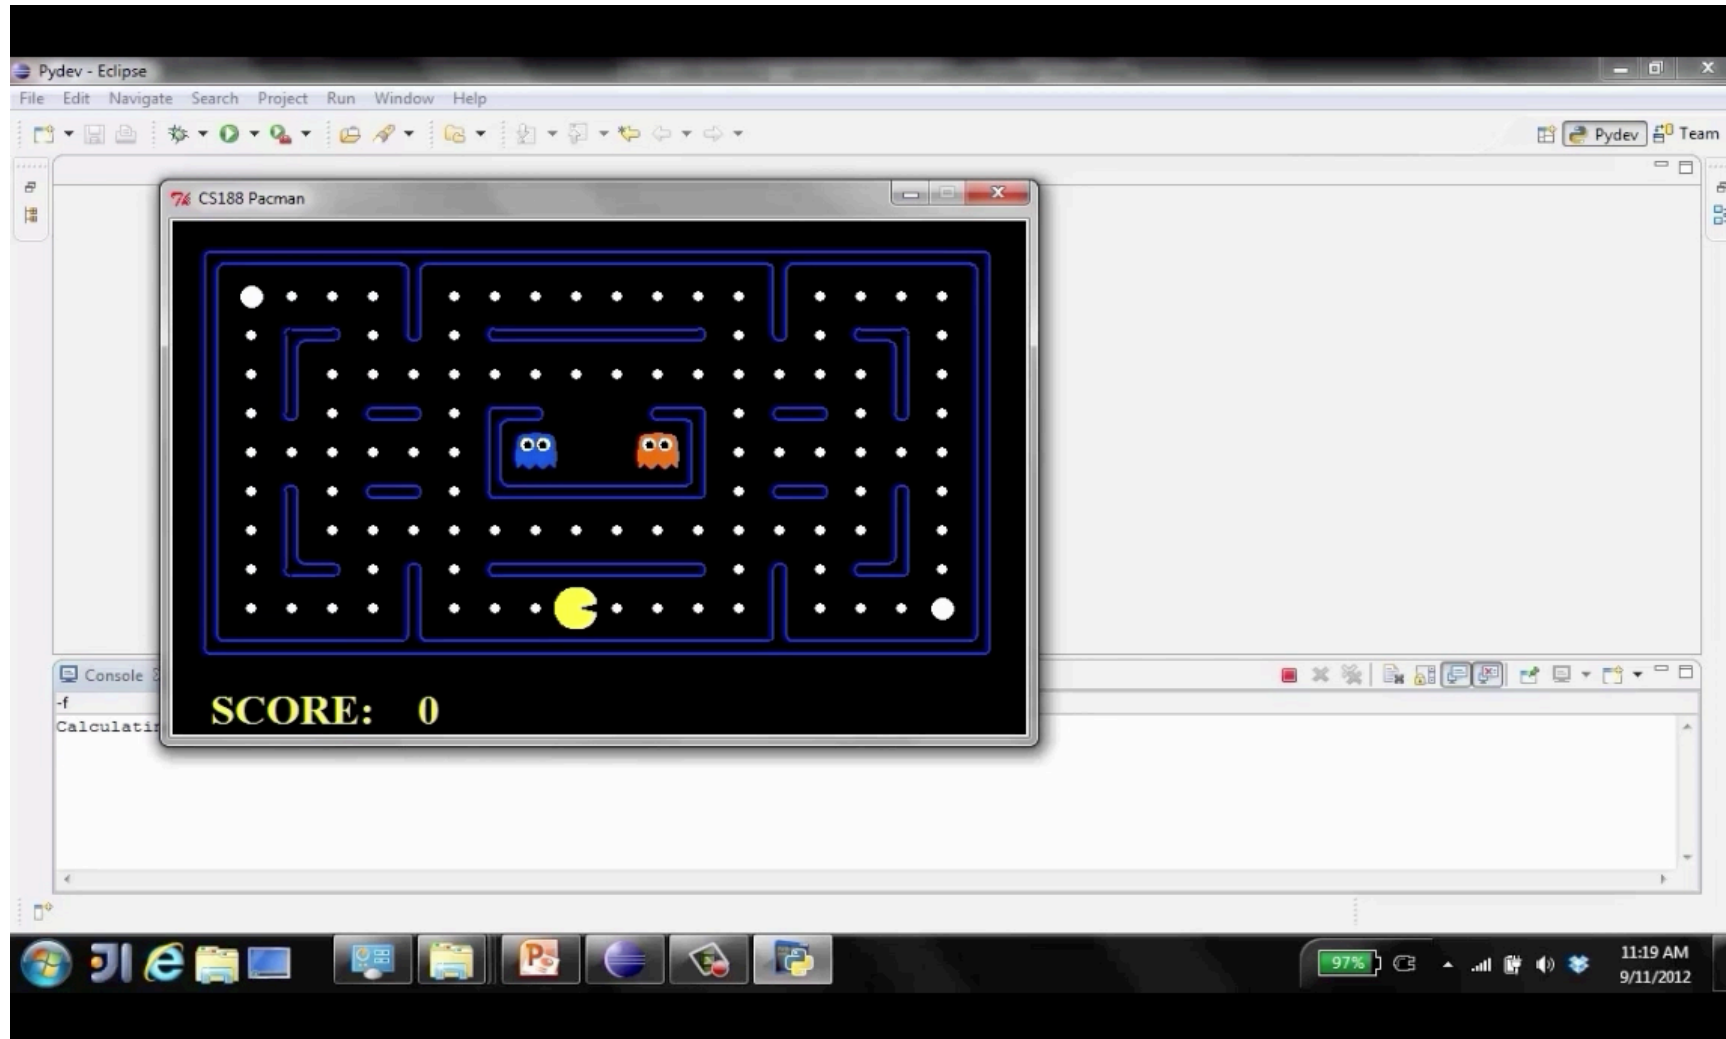 Pydev - Eclipse
File Edit Navigate Search Project Run Window Help
Pydev Team
CS188 Pacman
SCORE: 0
Console
-f
Calculatin
97%
11:19 AM
9/11/2012